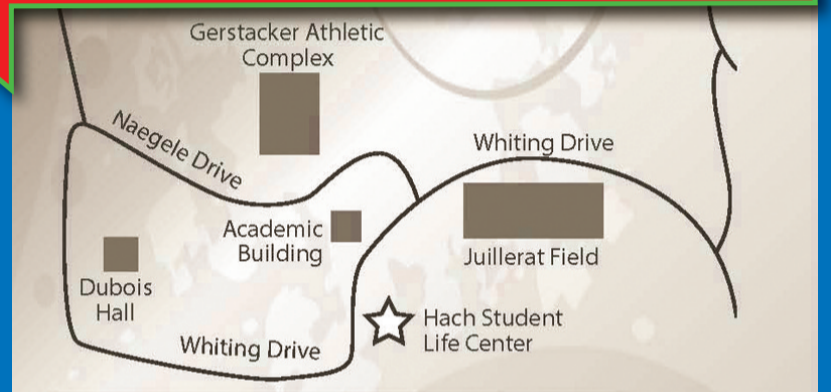 Gerstacker Athletic
Complex
Naegele Drive
Whiting Drive
Academic
Building
Juillerat Field
Dubois
Hall
Hach Student
Life Center
Whiting Drive